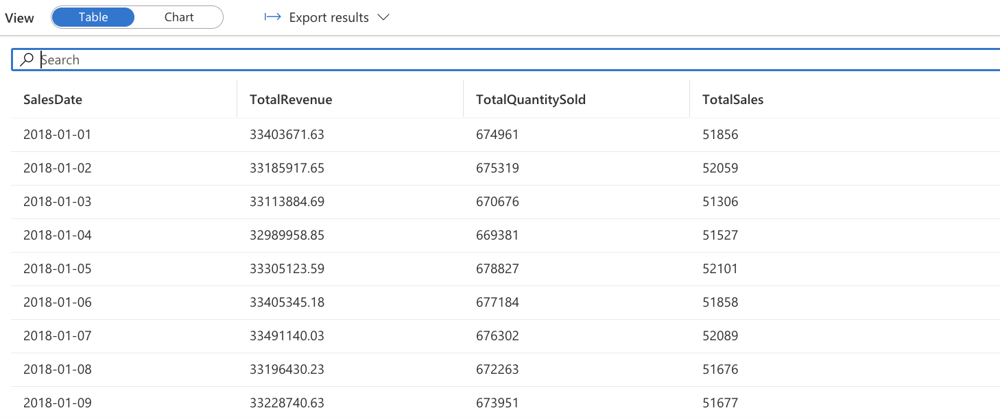 View Table Chart Export results
Search
SalesDate TotalRevenue TotalQuantitySold TotalSales
2018-01-01 33403671.63 674961 51856
2018-01-02 33185917.65 675319 52059
2018-01-03 33113884.69 670676 51306
2018-01-04 32989958.85 669381 51527
2018-01-05 33305123.59 678827 52101
2018-01-06 33405345.18 677184 51858
2018-01-07 33491140.03 676302 52089
2018-01-08 33196430.23 672263 51676
2018-01-09 33228740.63 673951 51677